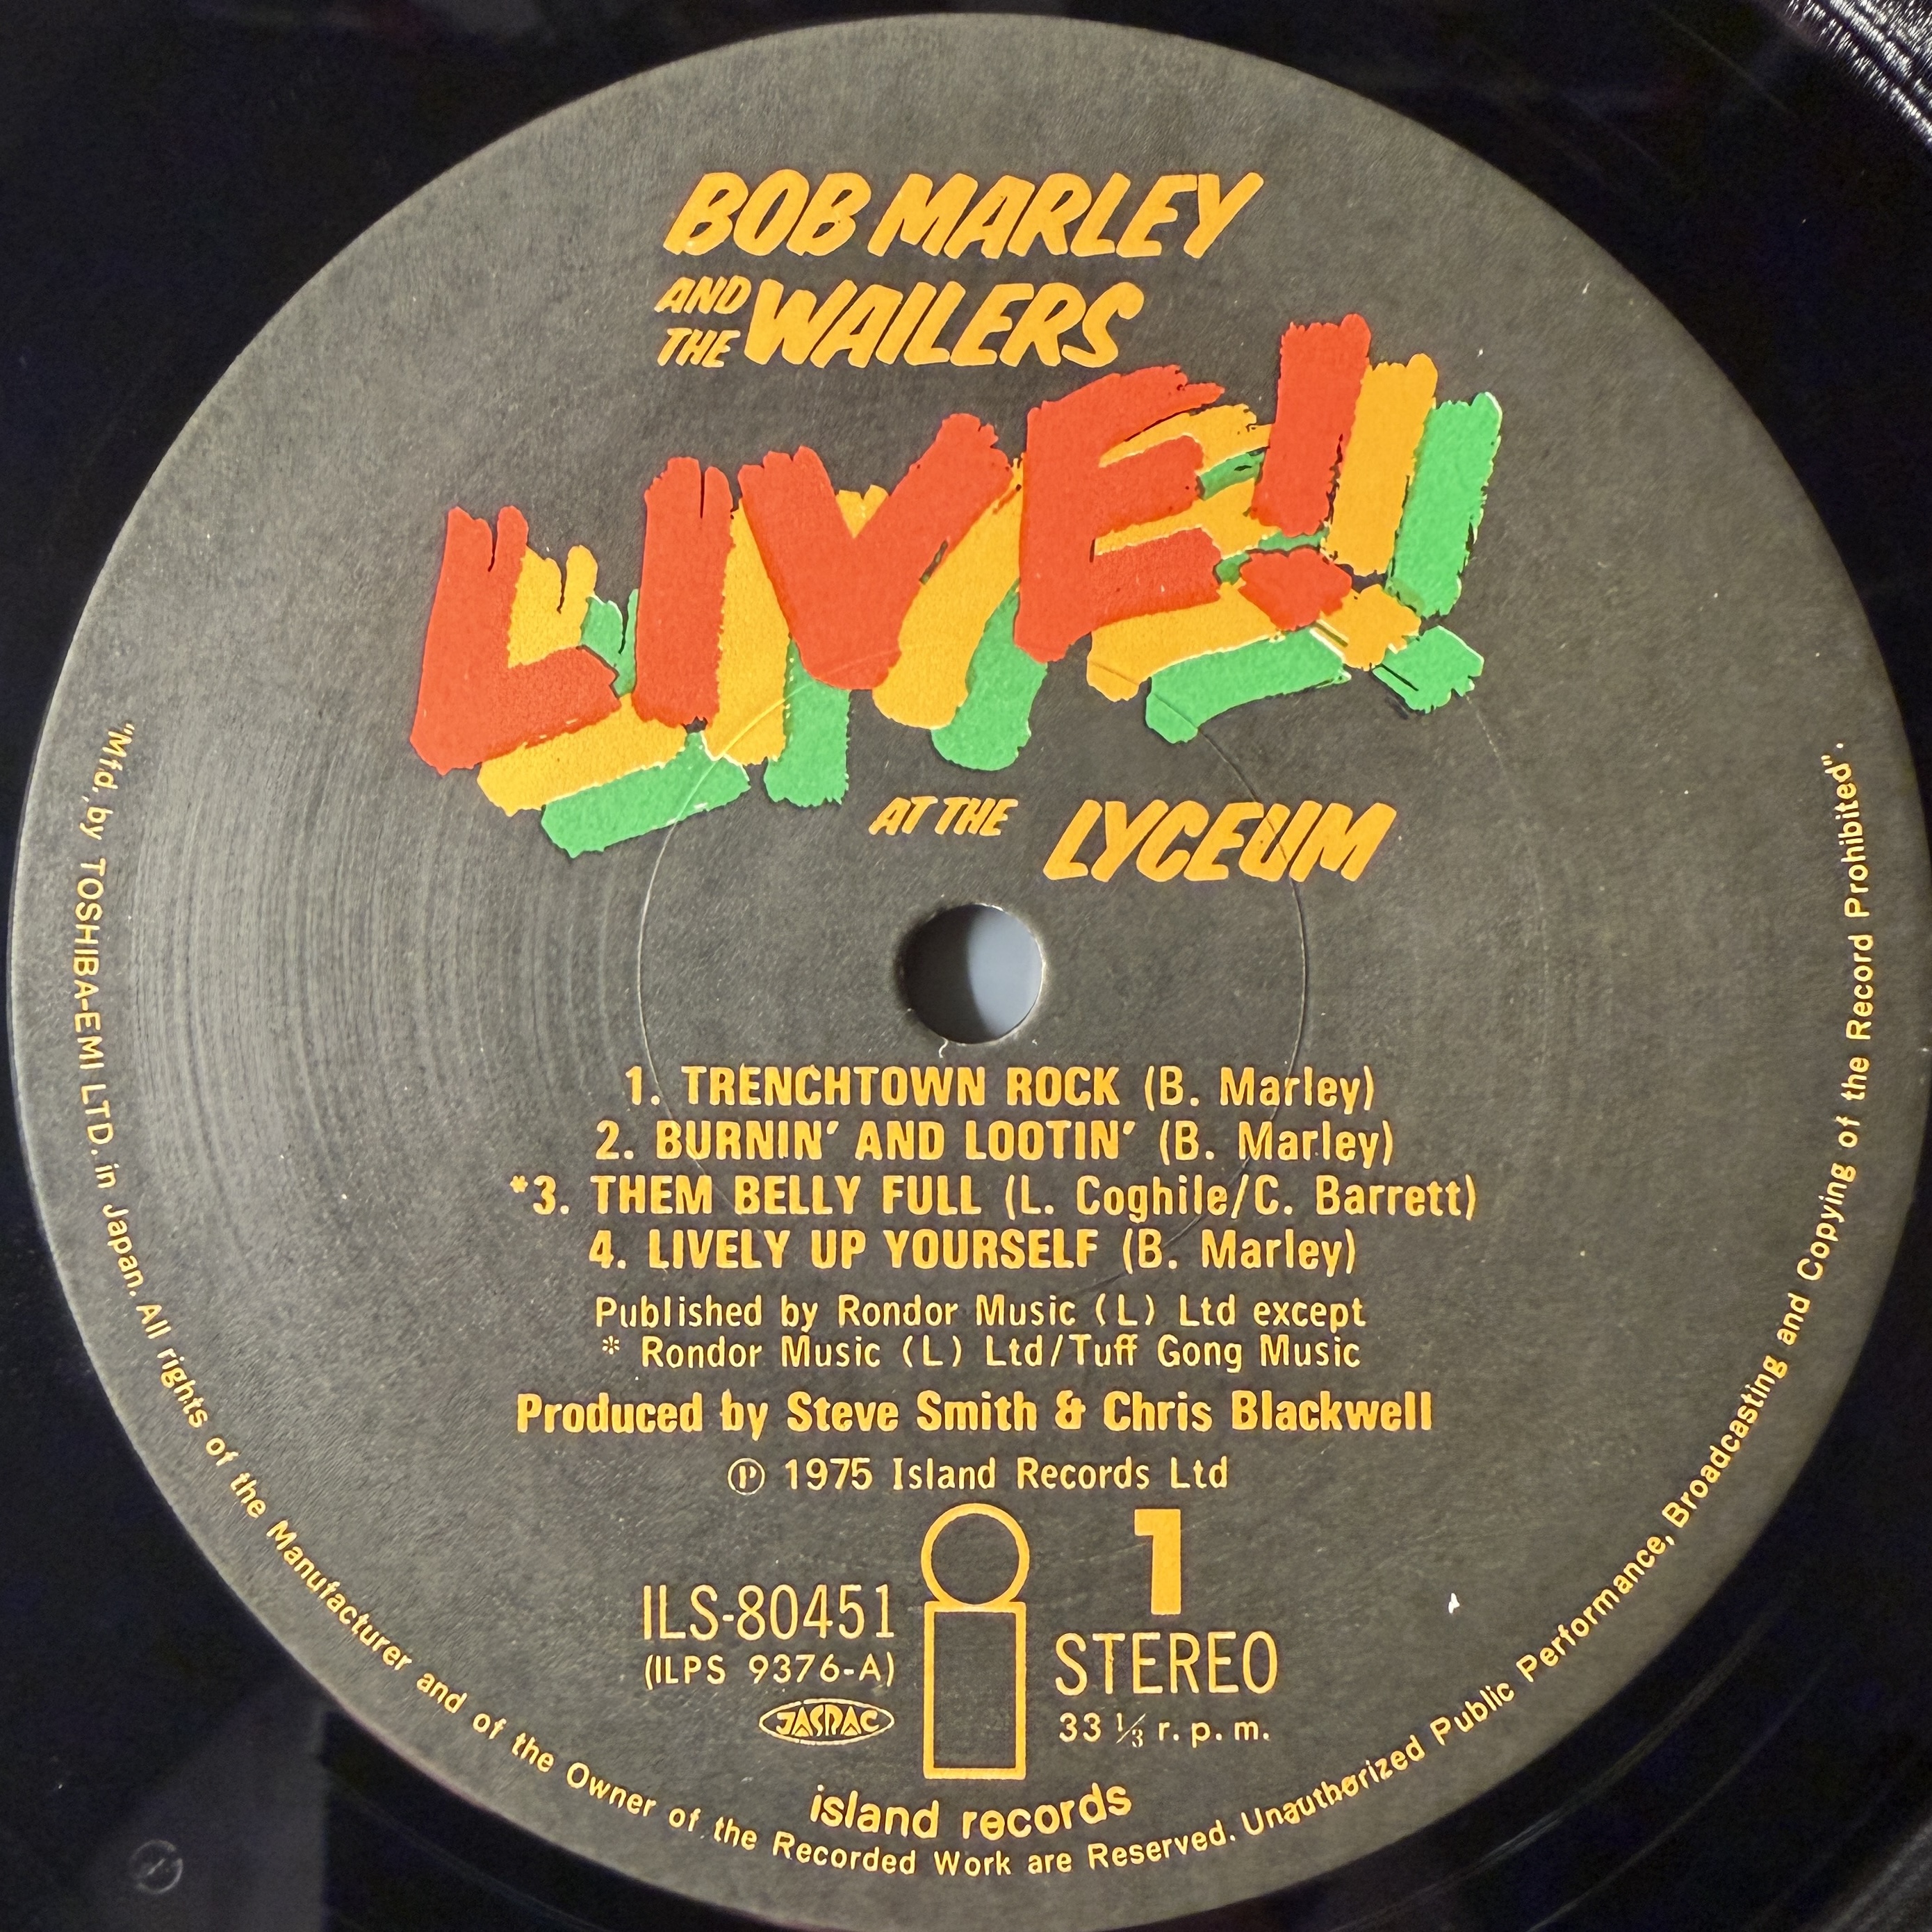 BOB MARLEY
AND THE WAILERS
LIVE!
AT THE LYCEUM
1. TRENCHTOWN ROCK (B. Marley)
2. BURNIN' AND LOOTIN' (B. Marley)
*3. THEM BELLY FULL (L. Coghile/C. Barrett)
4. LIVELY UP YOURSELF (B. Marley)
Published by Rondor Music (L) Ltd except
* Rondor Music (L) Ltd/Tuff Gong Music
Produced by Steve Smith & Chris Blackwell
℗ 1975 Island Records Ltd
ILS-80451
(ILPS 9376-A)
JASRAC
1
STEREO
33 1/3 r.p.m.
island records
"Mfd. by TOSHIBA-EMI LTD. in Japan. All rights of the Manufacturer and of the Owner of the Recorded Work are Reserved. Unauthorized Public Performance, Broadcasting and Copying of the Record Prohibited".